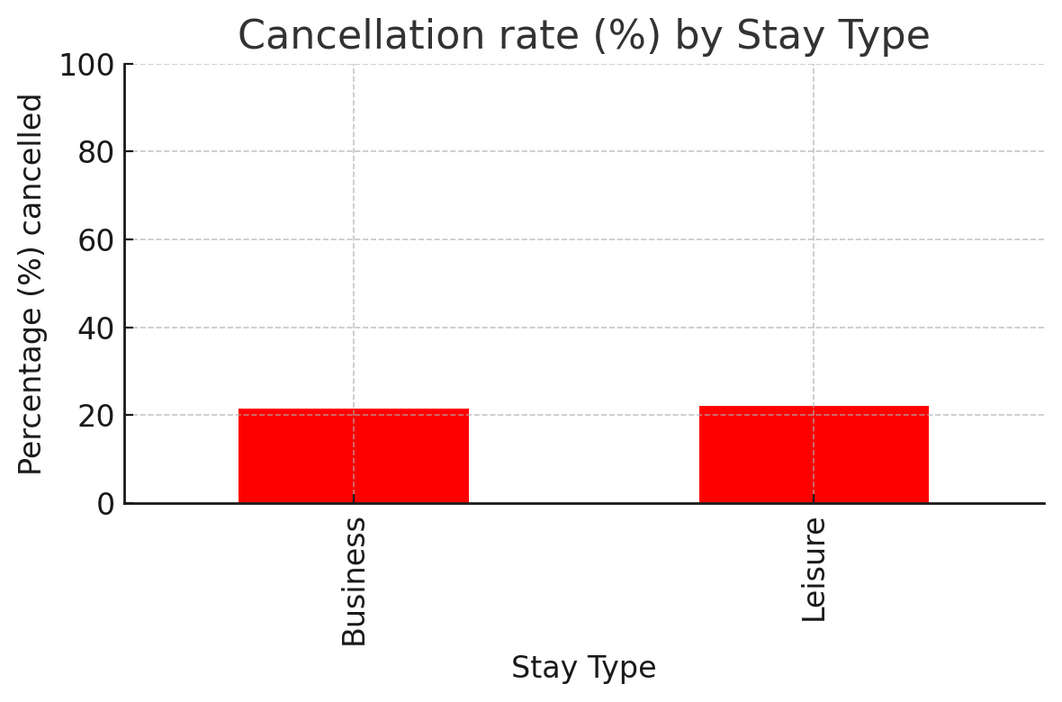 Cancellation rate (%) by Stay Type
Percentage (%) cancelled
100
80
60
40
20
0
Business
Leisure
Stay Type